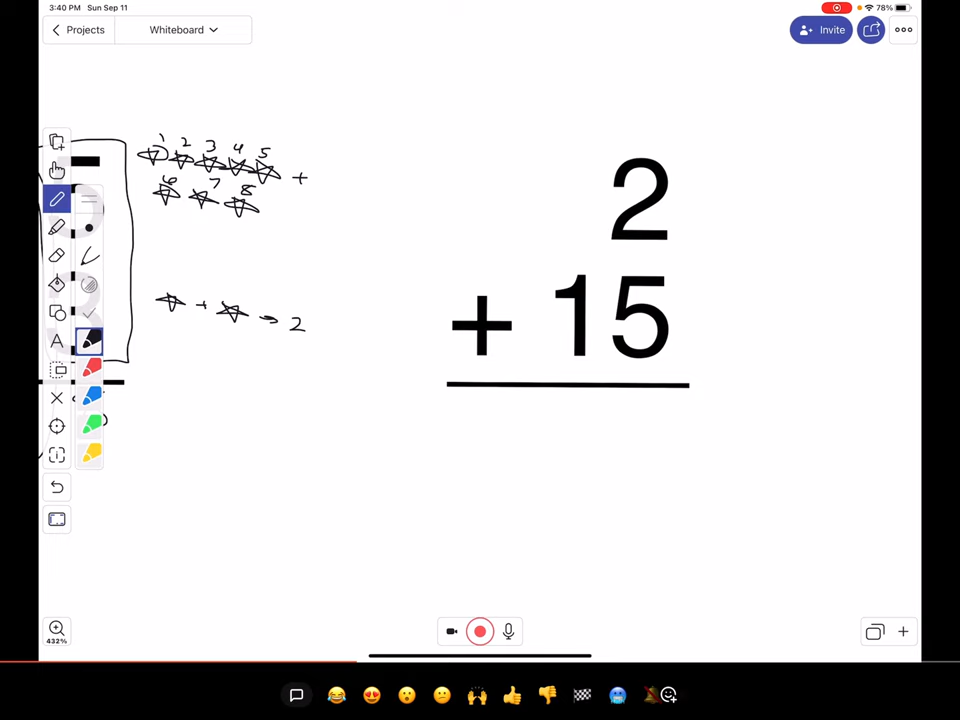 3:40 PM Sun Sep 11
78%
Projects
Whiteboard
Invite
1 2 3 4 5
+
6 7 8
+ → 2
2
+ 15
A
432%